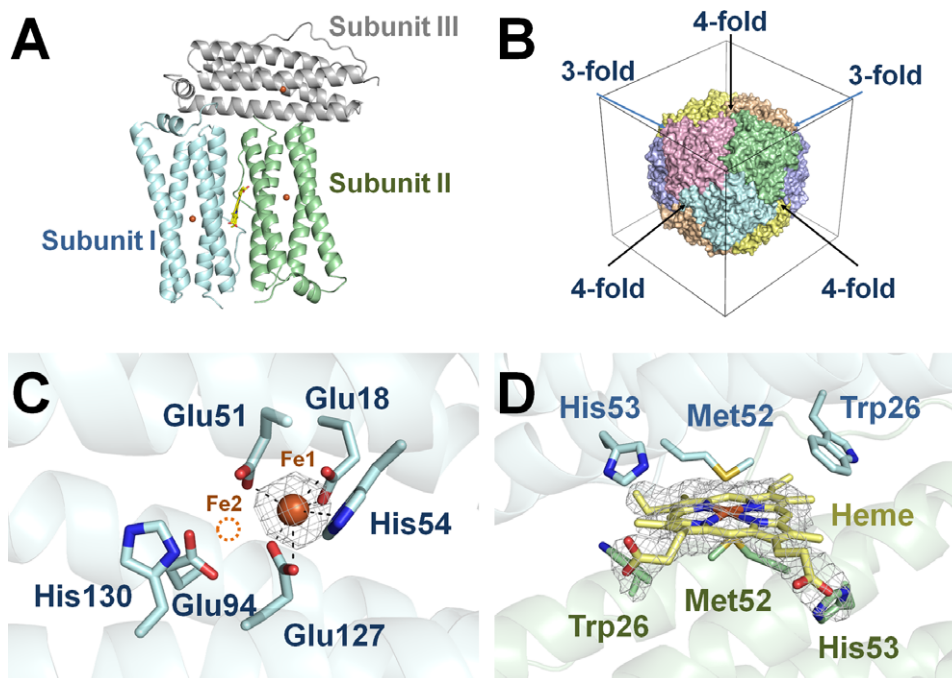 A
Subunit III
Subunit I
Subunit II
B
4-fold
3-fold
3-fold
4-fold
4-fold
C
Glu51
Glu18
Fe1
Fe2
His54
His130
Glu94
Glu127
D
His53
Met52
Trp26
Heme
Trp26
Met52
His53